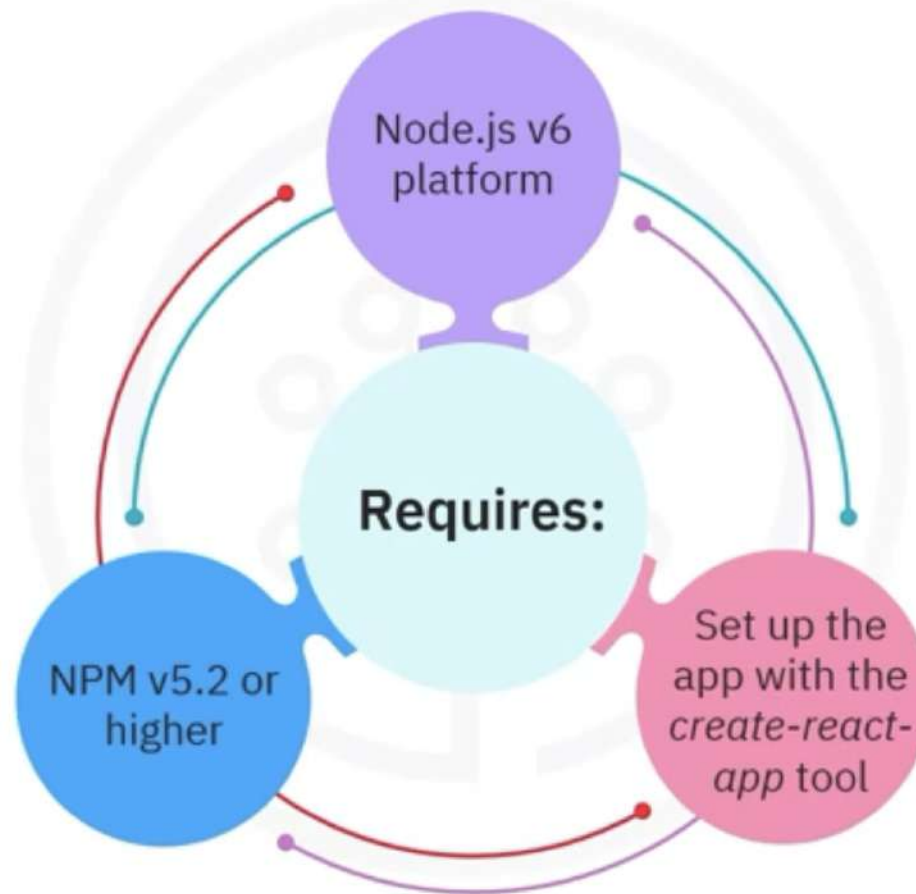 Node.js v6
platform
Requires:
NPM v5.2 or
higher
Set up the
app with the
create-react-
app tool